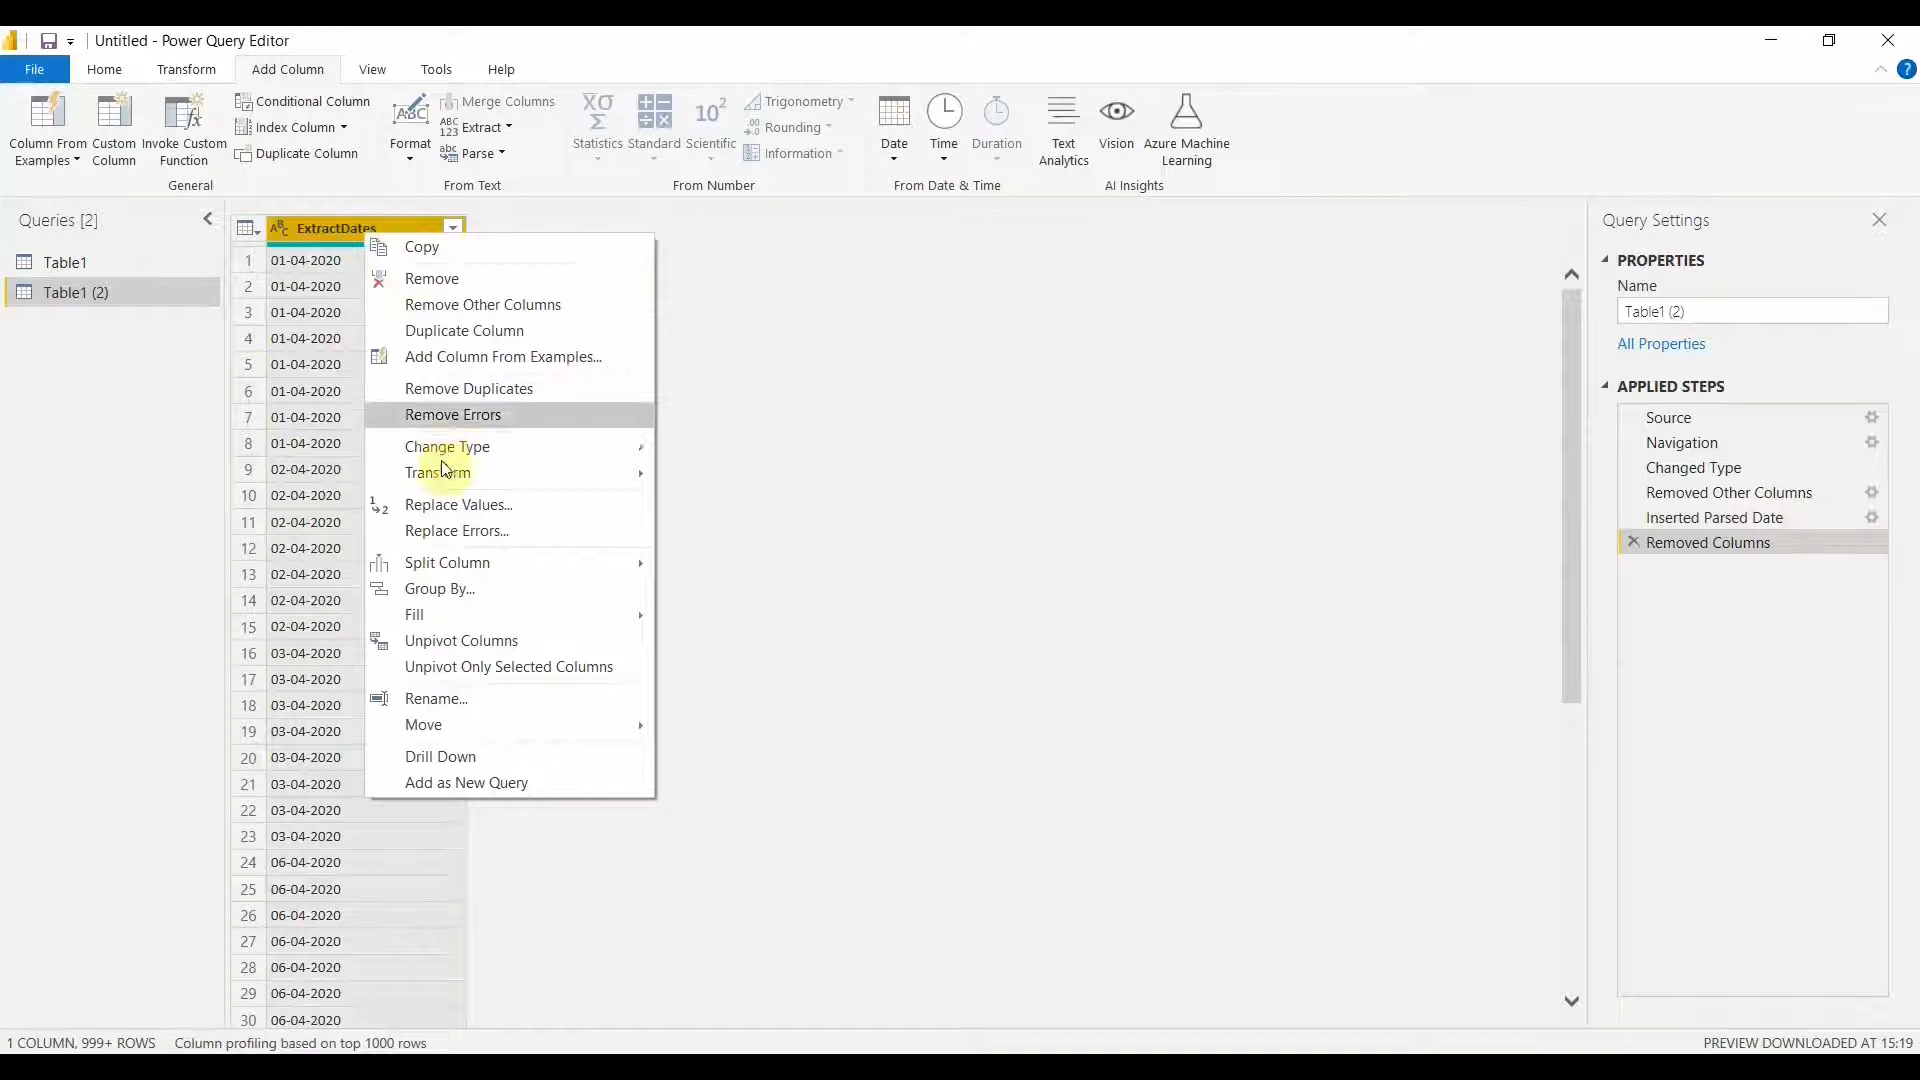 Untitled - Power Query Editor
File Home Transform Add Column View Tools Help
?
Column From Examples
Custom Column
Invoke Custom Function
Conditional Column
Index Column
Duplicate Column
General
ABC
Format
Merge Columns
ABC 123 Extract
abc Parse
From Text
XΣ
Statistics
Standard
10² Scientific
Trigonometry
.00 Rounding
Information
From Number
Date
Time
Duration
From Date & Time
Text Analytics
Vision
Azure Machine Learning
AI Insights
Queries [2]
Table1
Table1 (2)
ABC ExtractDates
1 01-04-2020
2 01-04-2020
3 01-04-2020
4 01-04-2020
5 01-04-2020
6 01-04-2020
7 01-04-2020
8 01-04-2020
9 02-04-2020
10 02-04-2020
11 02-04-2020
12 02-04-2020
13 02-04-2020
14 02-04-2020
15 02-04-2020
16 03-04-2020
17 03-04-2020
18 03-04-2020
19 03-04-2020
20 03-04-2020
21 03-04-2020
22 03-04-2020
23 03-04-2020
24 06-04-2020
25 06-04-2020
26 06-04-2020
27 06-04-2020
28 06-04-2020
29 06-04-2020
30 06-04-2020
Copy
Remove
Remove Other Columns
Duplicate Column
Add Column From Examples...
Remove Duplicates
Remove Errors
Change Type
Transform
1 2 Replace Values...
Replace Errors...
Split Column
Group By...
Fill
Unpivot Columns
Unpivot Only Selected Columns
Rename...
Move
Drill Down
Add as New Query
Query Settings
PROPERTIES
Name
Table1 (2)
All Properties
APPLIED STEPS
Source
Navigation
Changed Type
Removed Other Columns
Inserted Parsed Date
Removed Columns
1 COLUMN, 999+ ROWS Column profiling based on top 1000 rows
PREVIEW DOWNLOADED AT 15:19